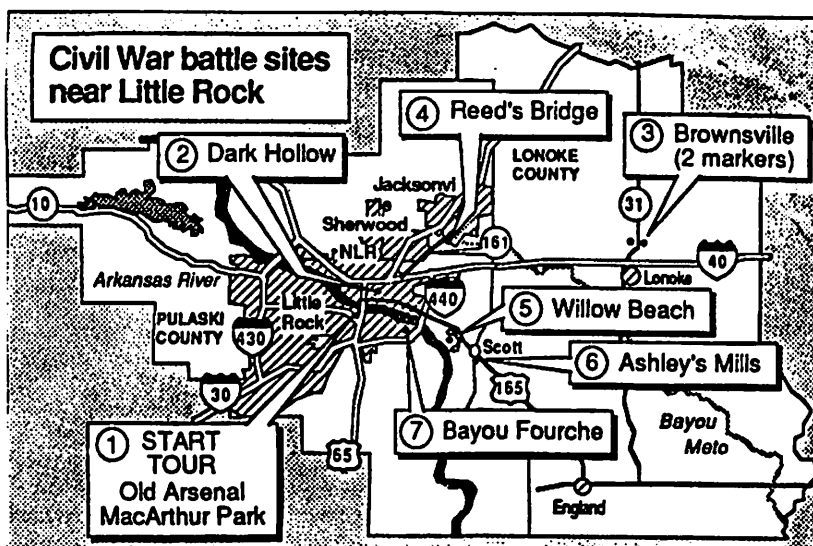 Civil War battle sites
near Little Rock
4 Reed's Bridge
2 Dark Hollow
3 Brownsville
(2 markers)
LONOKE
COUNTY
Jacksonvi
Sherwood
NLR
10
31
161
40
Arkansas River
Lonoke
Little
Rock
440
5 Willow Beach
PULASKI
COUNTY
430
Scott
6 Ashley's Mills
30
165
1 START
TOUR
Old Arsenal
MacArthur Park
65
7 Bayou Fourche
Bayou
Meto
England